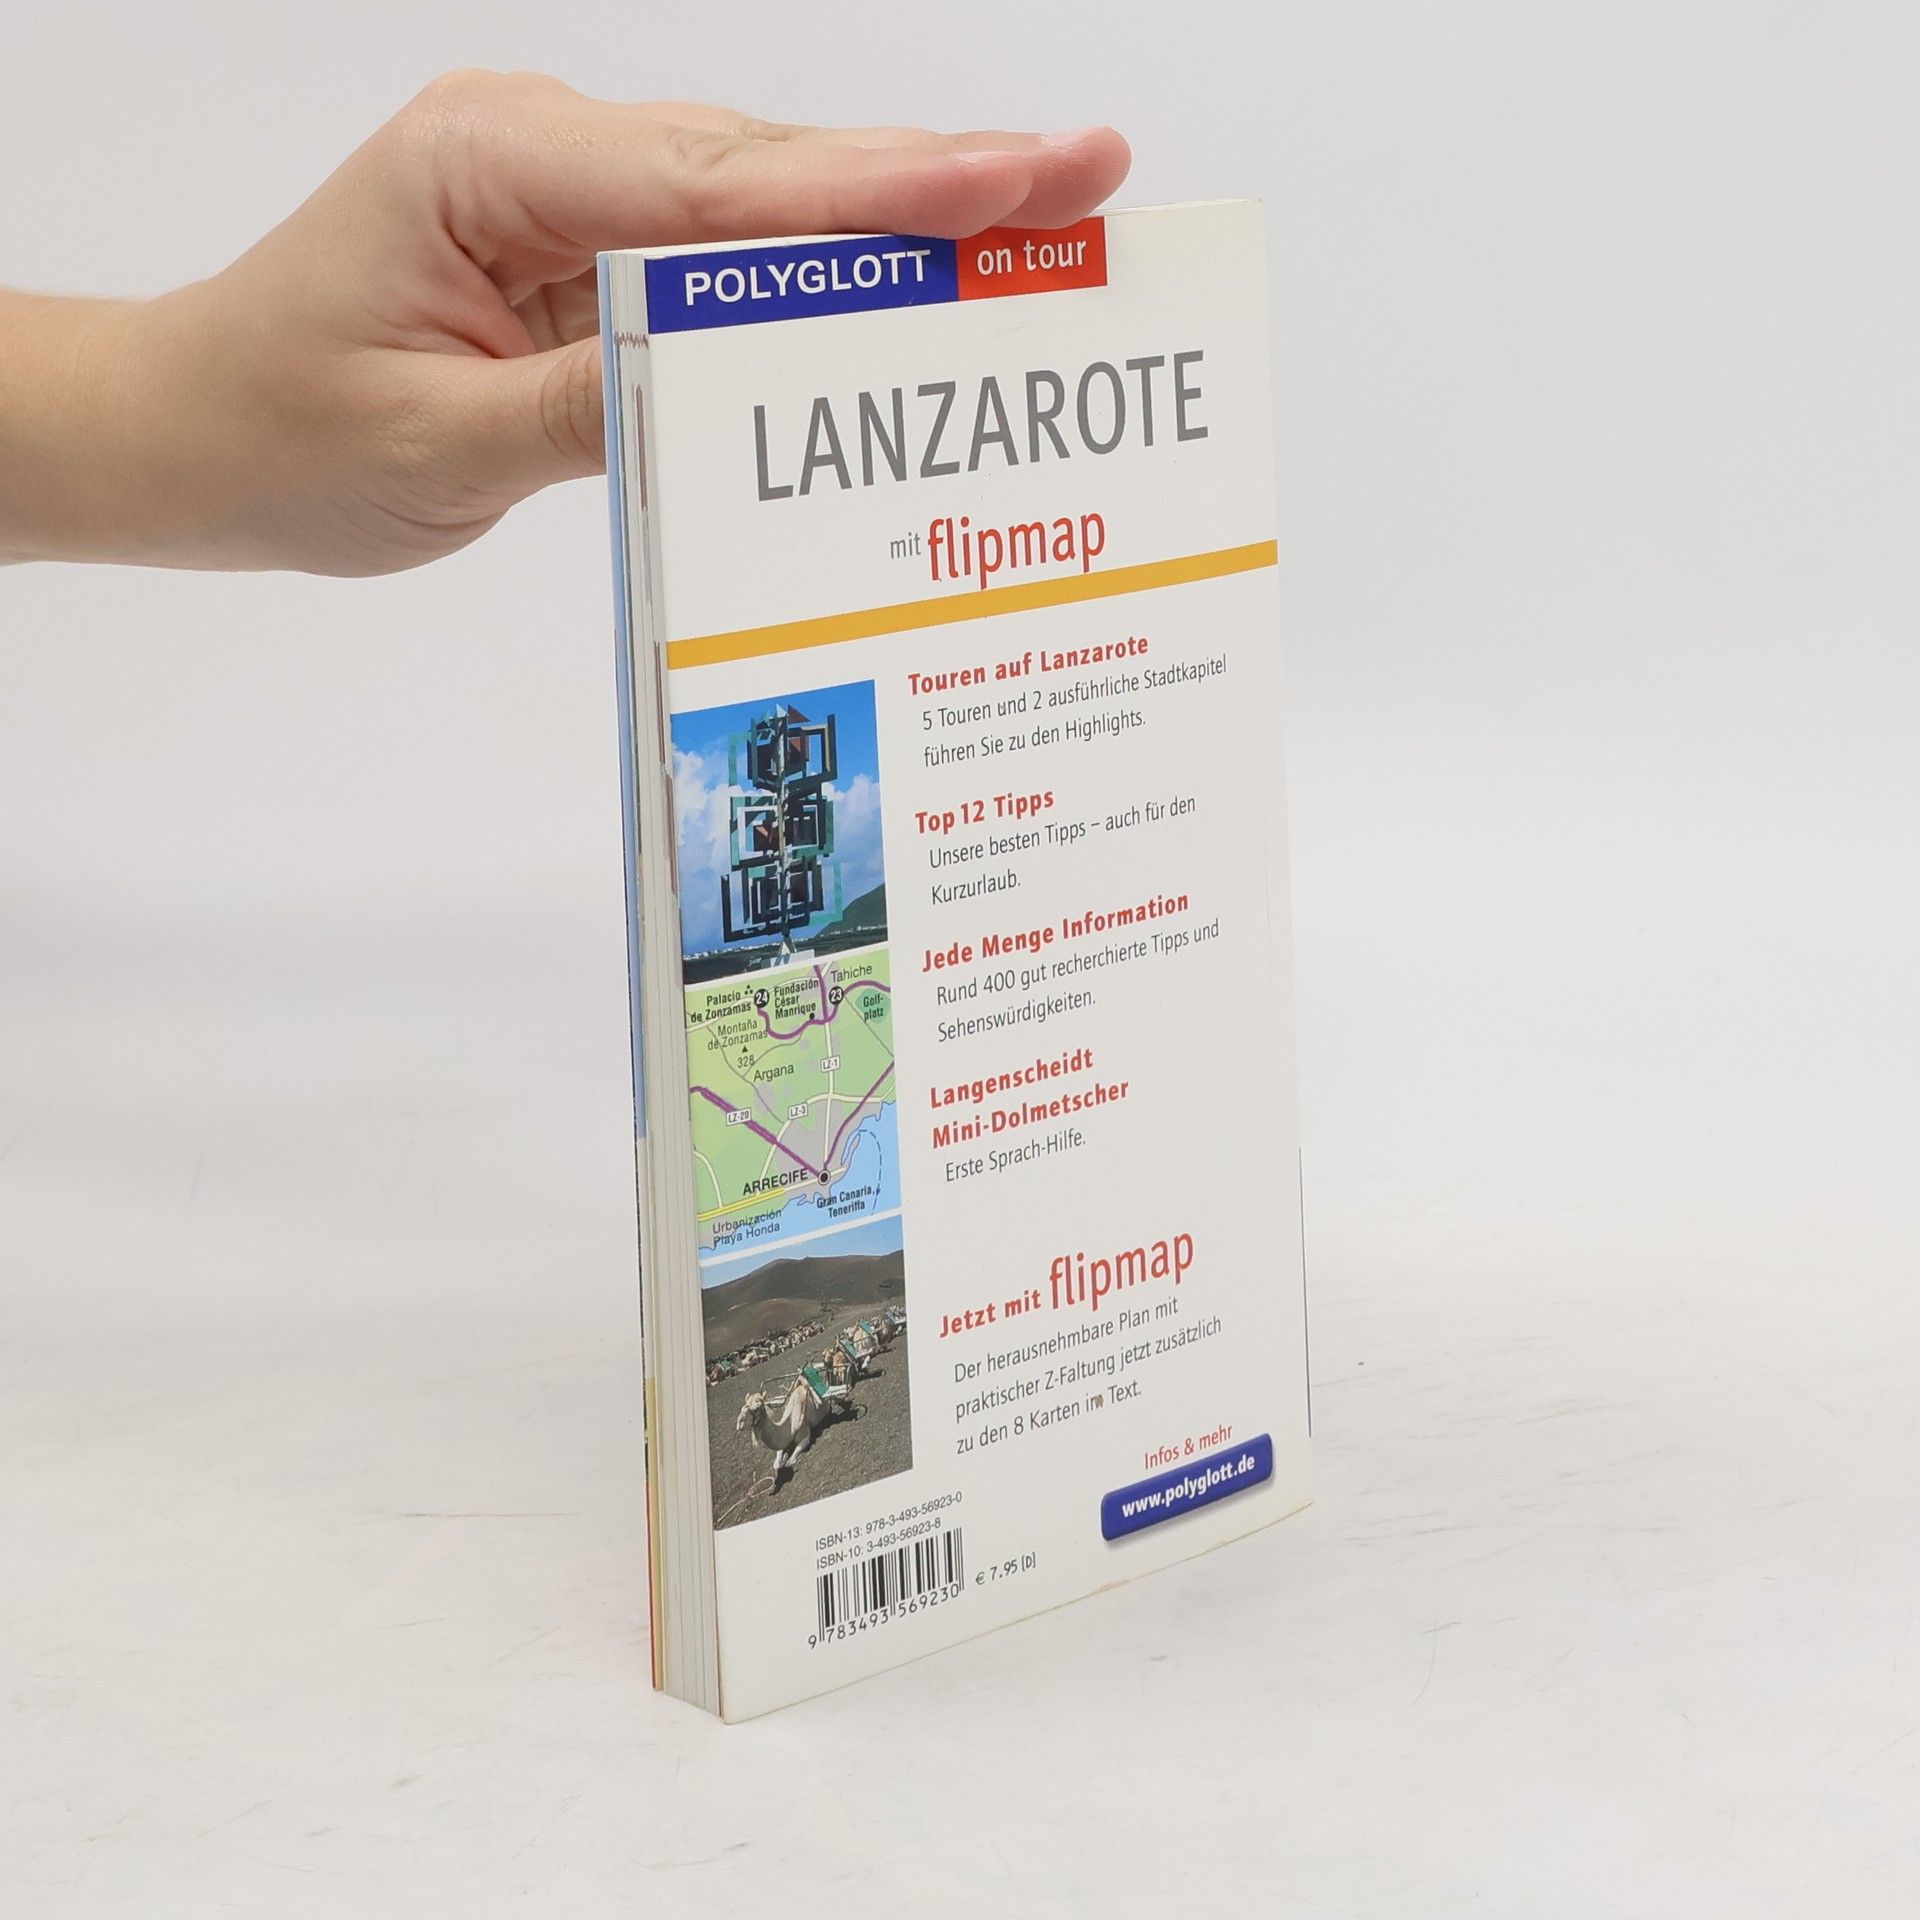 POLYGLOTT on tour
LANZAROTE
mit flipmap
Touren auf Lanzarote
5 Touren und 2 ausführliche Stadtkapitel
führen Sie zu den Highlights.
Top 12 Tipps
Unsere besten Tipps – auch für den
Kurzurlaub.
Jede Menge Information
Rund 400 gut recherchierte Tipps und
Sehenswürdigkeiten.
Langenscheidt
Mini-Dolmetscher
Erste Sprach-Hilfe.
Jetzt mit flipmap
Der herausnehmbare Plan mit
praktischer Z-Faltung jetzt zusätzlich
zu den 8 Karten im Text.
Infos & mehr
www.polyglott.de
Tahiche
Palacio
de Zonzamas
24
Fundación
César
Manrique
23
Golf-
platz
Montaña
de Zonzamas
328
Argana
LZ-1
LZ-20
LZ-3
ARRECIFE
Gran Canaria,
Teneriffa
Urbanización
Playa Honda
ISBN-13: 978-3-493-56923-0
ISBN-10: 3-493-56923-8
€ 7.95 [D]
9 783493 569230